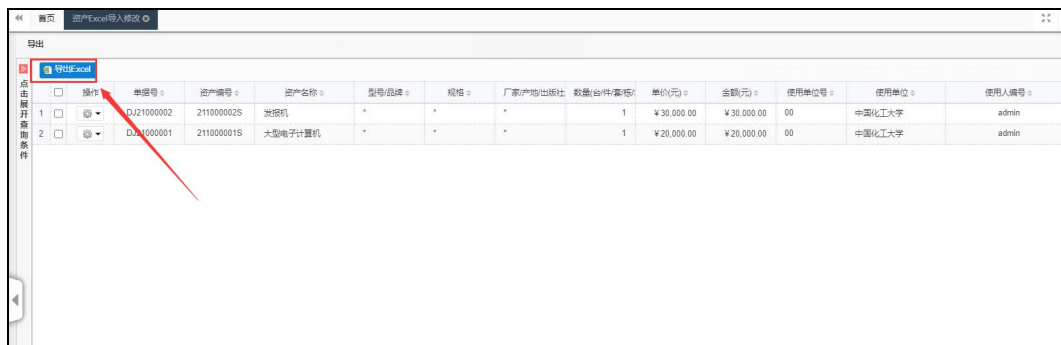 首页 资产Excel导入修改
导出
导出Excel
点击展开查询条件
操作 单据号 资产编号 资产名称 型号/品牌 规格 厂家/产地/出版社 数量(台/件/套/栋/ 单价(元) 金额(元) 使用单位号 使用单位 使用人编号
1 DJ21000002 211000002S 发报机 * * * 1 ¥30,000.00 ¥30,000.00 00 中国化工大学 admin
2 DJ21000001 211000001S 大型电子计算机 * * * 1 ¥20,000.00 ¥20,000.00 00 中国化工大学 admin